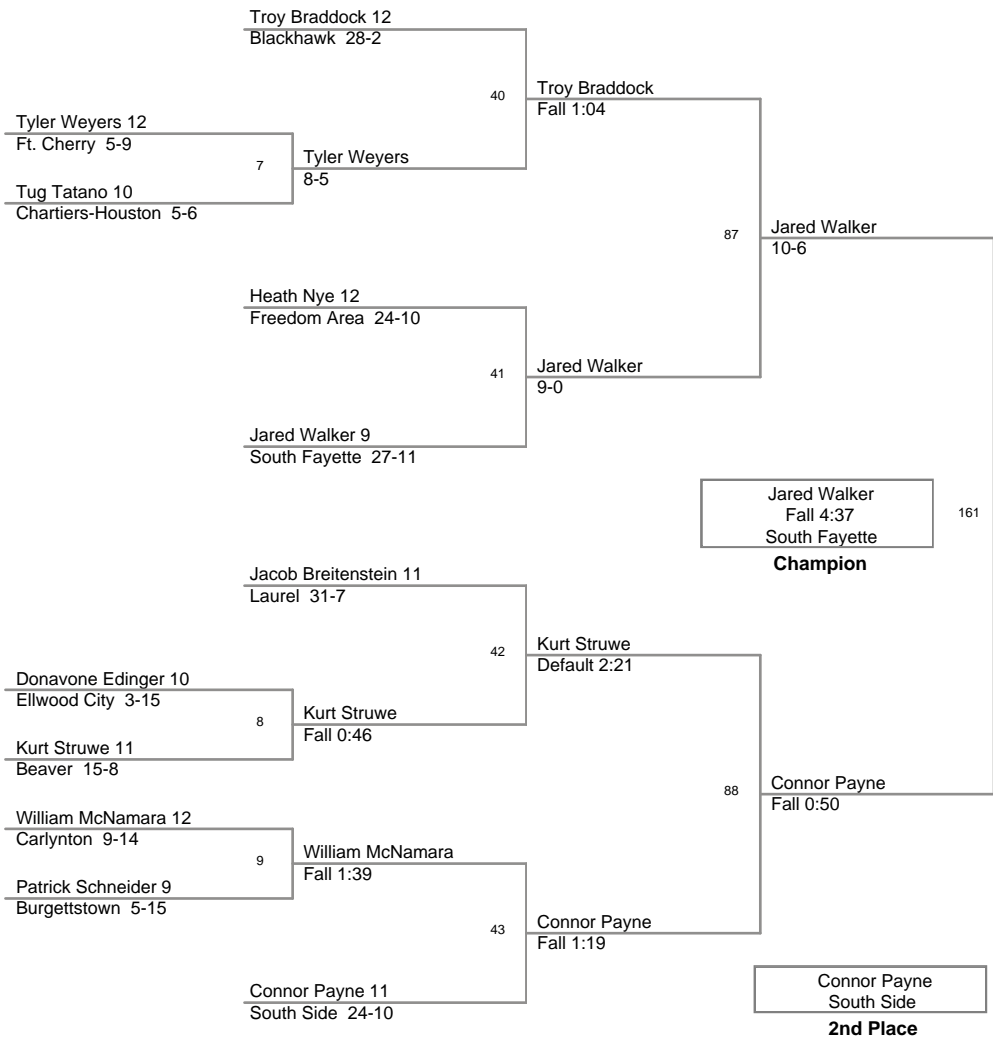 Troy Braddock 12
Blackhawk 28-2
40
Troy Braddock
Fall 1:04
Tyler Weyers 12
Ft. Cherry 5-9
7
Tyler Weyers
8-5
Tug Tatano 10
Chartiers-Houston 5-6
87
Jared Walker
10-6
Heath Nye 12
Freedom Area 24-10
41
Jared Walker
9-0
Jared Walker 9
South Fayette 27-11
Jared Walker
Fall 4:37
South Fayette
Champion
161
Jacob Breitenstein 11
Laurel 31-7
42
Kurt Struwe
Default 2:21
Donavone Edinger 10
Ellwood City 3-15
8
Kurt Struwe
Fall 0:46
Kurt Struwe 11
Beaver 15-8
88
Connor Payne
Fall 0:50
William McNamara 12
Carlynton 9-14
9
William McNamara
Fall 1:39
Patrick Schneider 9
Burgettstown 5-15
43
Connor Payne
Fall 1:19
Connor Payne 11
South Side 24-10
Connor Payne
South Side
2nd Place